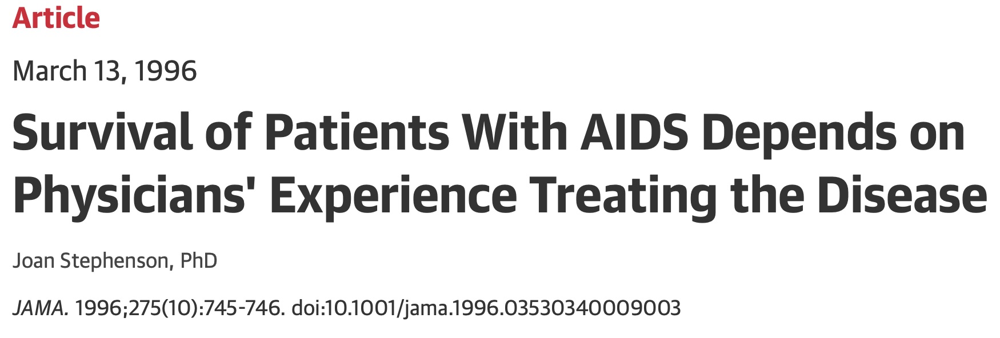 Article
March 13, 1996
Survival of Patients With AIDS Depends on
Physicians' Experience Treating the Disease
Joan Stephenson, PhD
JAMA. 1996;275(10):745-746. doi:10.1001/jama.1996.03530340009003